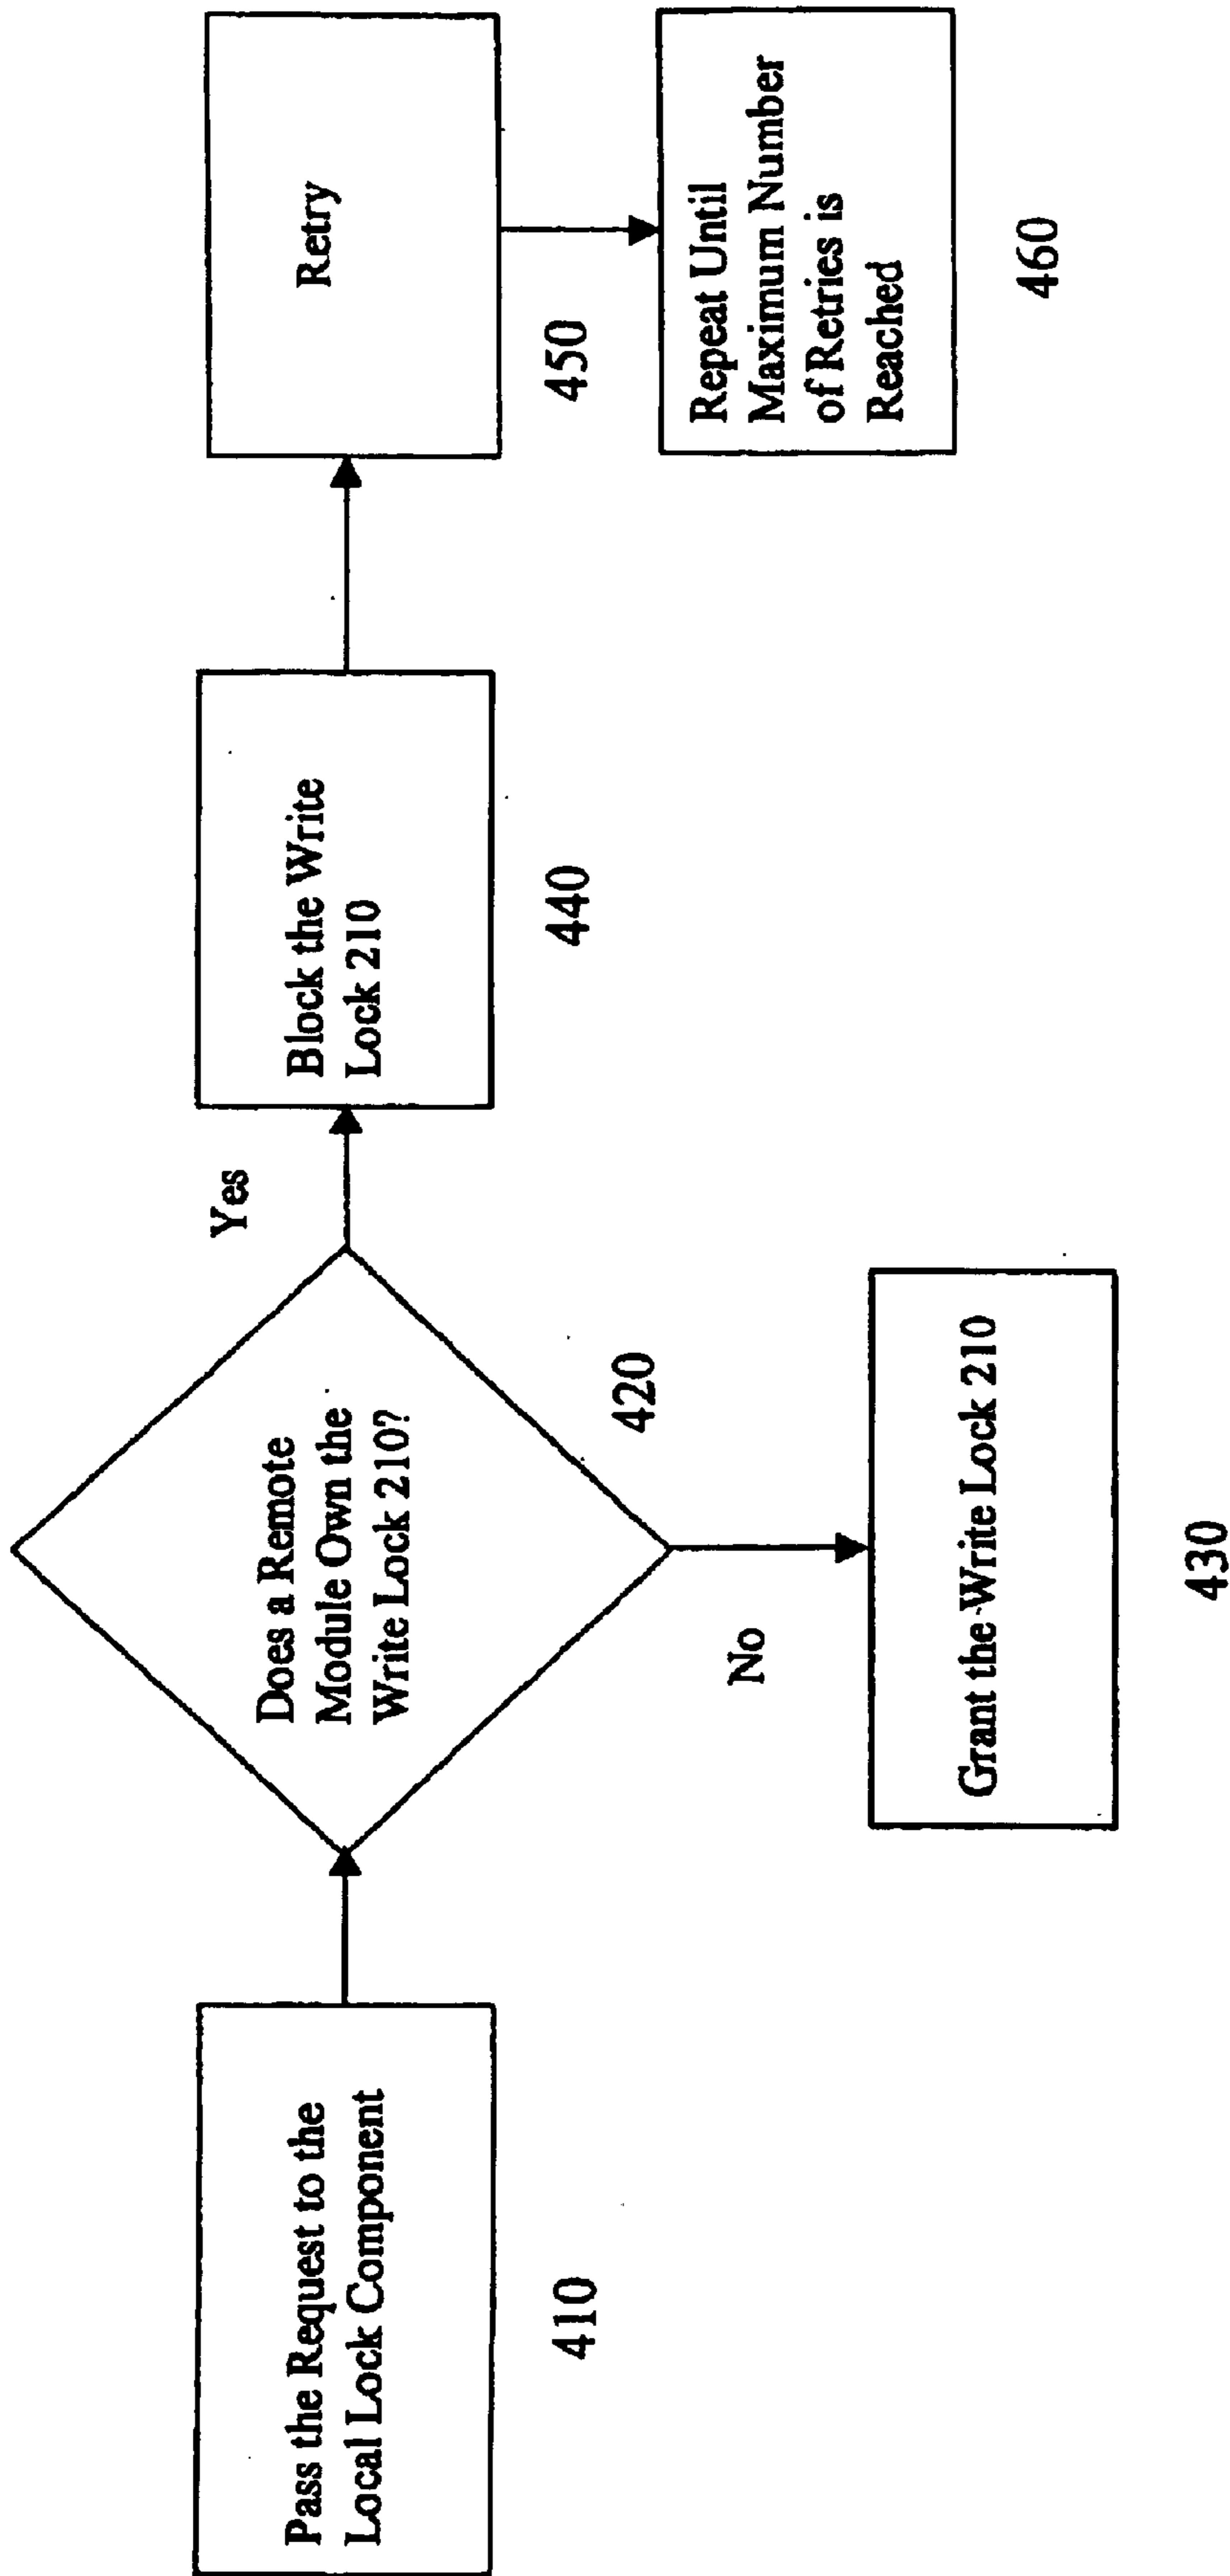 Pass the Request to the
Local Lock Component
410
Does a Remote
Module Own the
Write Lock 210?
420
Yes
No
Grant the Write Lock 210
430
Block the Write
Lock 210
440
Retry
450
Repeat Until
Maximum Number
of Retries is
Reached
460